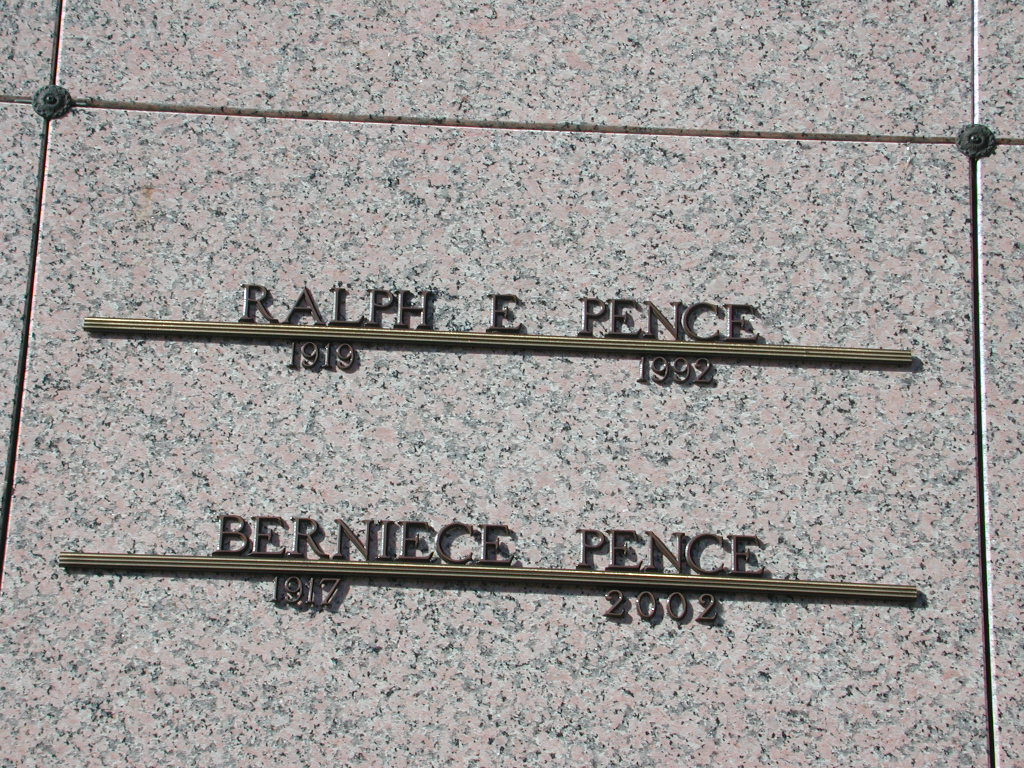 RALPH E PENCE
1919 1992
BERNIECE PENCE
1917 2002